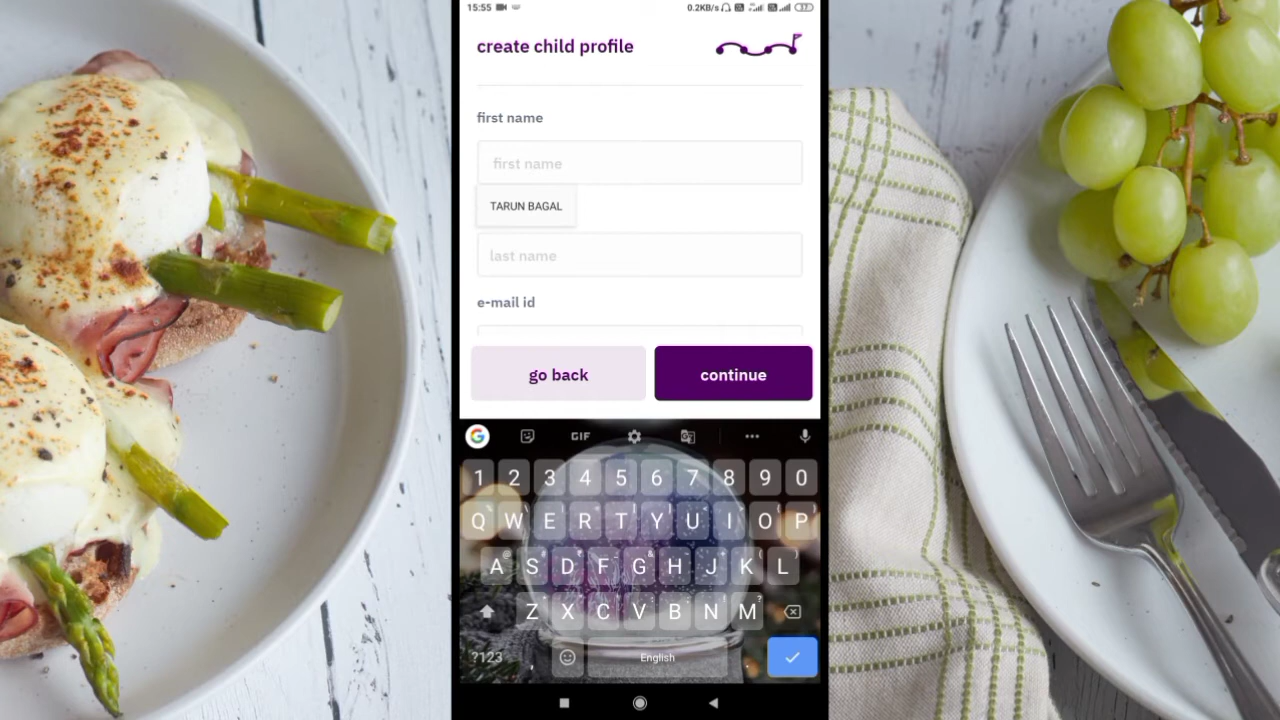 15:55 0.2KB/s 17
create child profile
first name
first name
TARUN BAGAL
last name
e-mail id
go back continue
GIF
1 2 3 4 5 6 7 8 9 0
Q W E R T Y U I O P
A S D F G H J K L
Z X C V B N M
?123 , English .